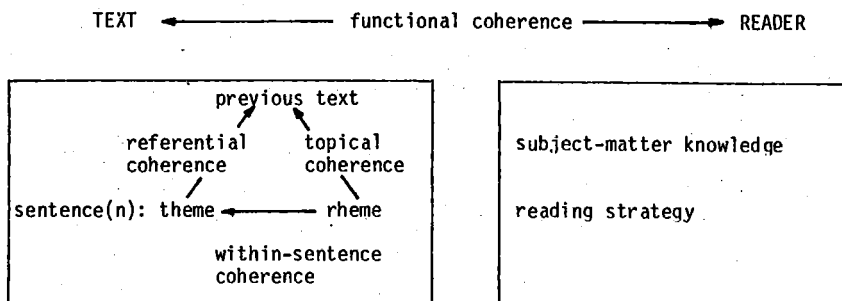 TEXT functional coherence READER
previous text
referential topical
coherence coherence
subject-matter knowledge
sentence(n): theme rheme
reading strategy
within-sentence
coherence